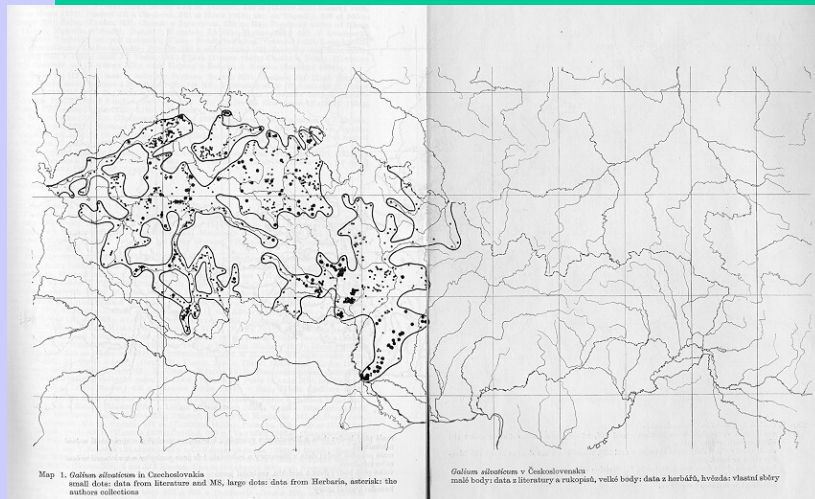 Map 1. Galium silvaticum in Czechoslovakia
small dots: data from literature and MS, large dots: data from Herbaria, asterisk: the
authors collections
Galium silvaticum v Československu
malé body: data z literatury a rukopisů, velké body: data z herbářů, hvězda: vlastní sběry